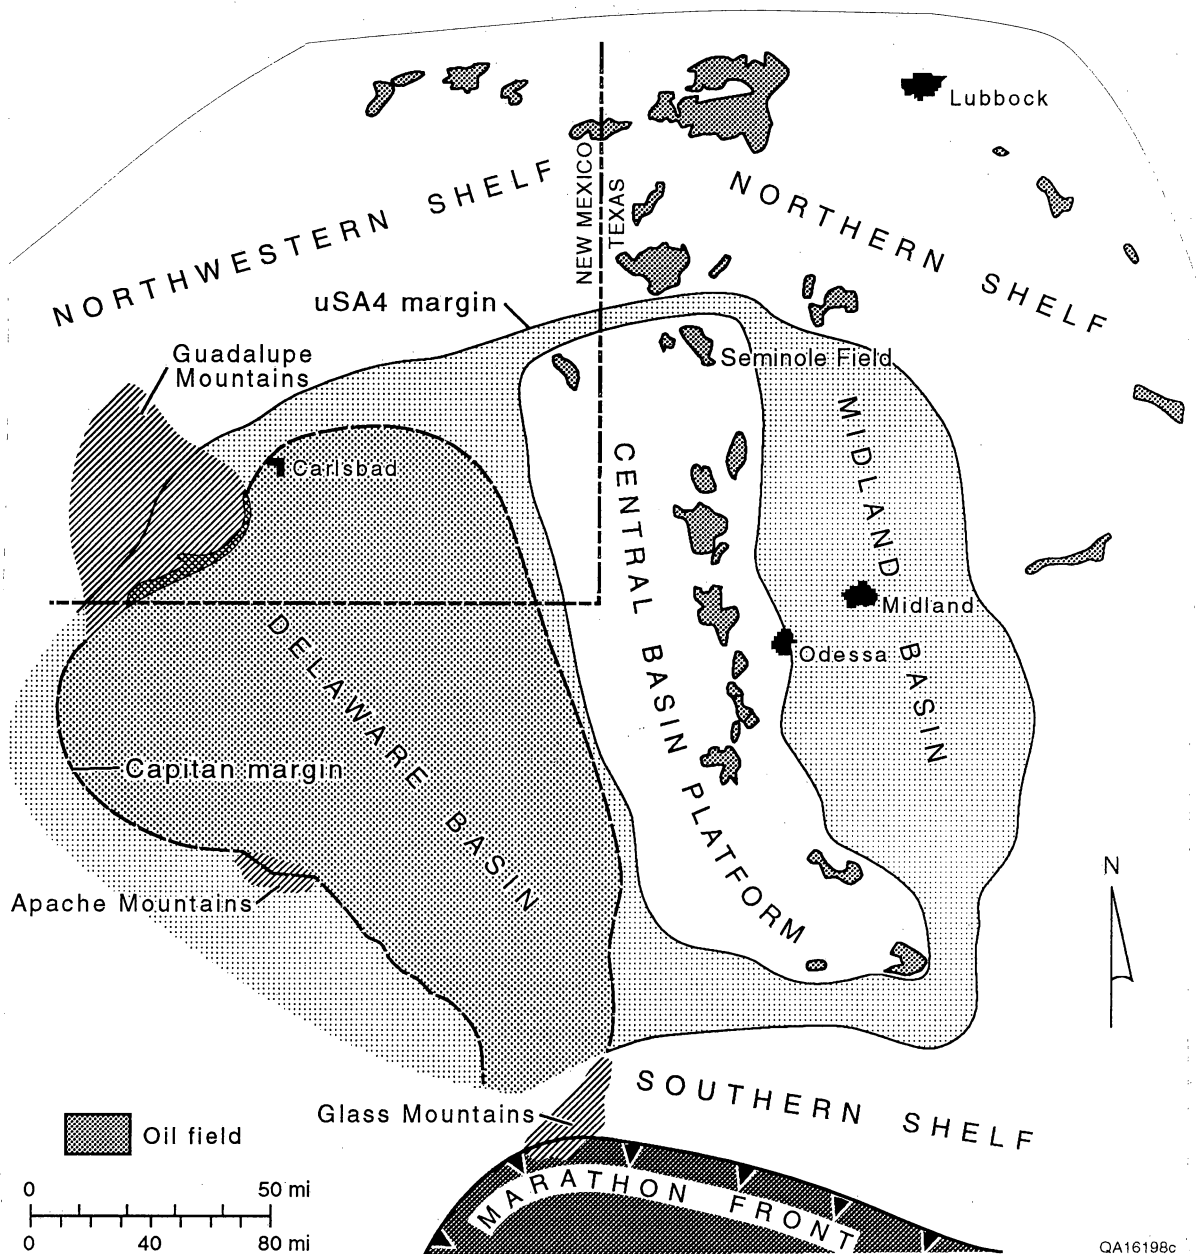 Lubbock
NORTHWESTERN SHELF
NEW MEXICO
TEXAS
NORTHERN SHELF
uSA4 margin
Guadalupe
Mountains
Seminole Field
Carlsbad
MIDLAND BASIN
CENTRAL BASIN PLATFORM
Midland
Odessa
DELAWARE BASIN
Capitan margin
Apache Mountains
N
SOUTHERN SHELF
Glass Mountains
Oil field
MARATHON FRONT
0 50 mi
0 40 80 mi
QA16198c